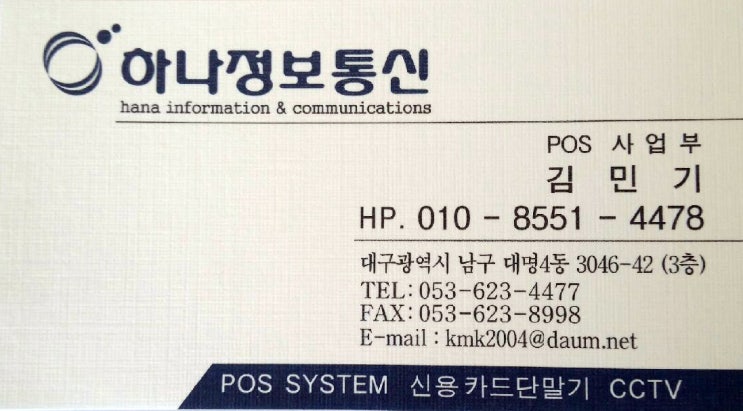 하나정보통신
hana information & communications
POS 사업부
김 민 기
HP. 010 - 8551 - 4478
대구광역시 남구 대명4동 3046-42 (3층)
TEL: 053-623-4477
FAX: 053-623-8998
E-mail : kmk2004@daum.net
POS SYSTEM 신용카드단말기 CCTV